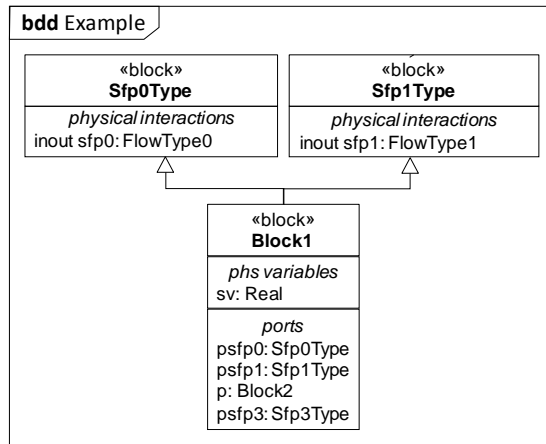 bdd Example
«block»
Sfp0Type
physical interactions
inout sfp0: FlowType0
«block»
Sfp1Type
physical interactions
inout sfp1: FlowType1
«block»
Block1
phs variables
sv: Real
ports
psfp0: Sfp0Type
psfp1: Sfp1Type
p: Block2
psfp3: Sfp3Type